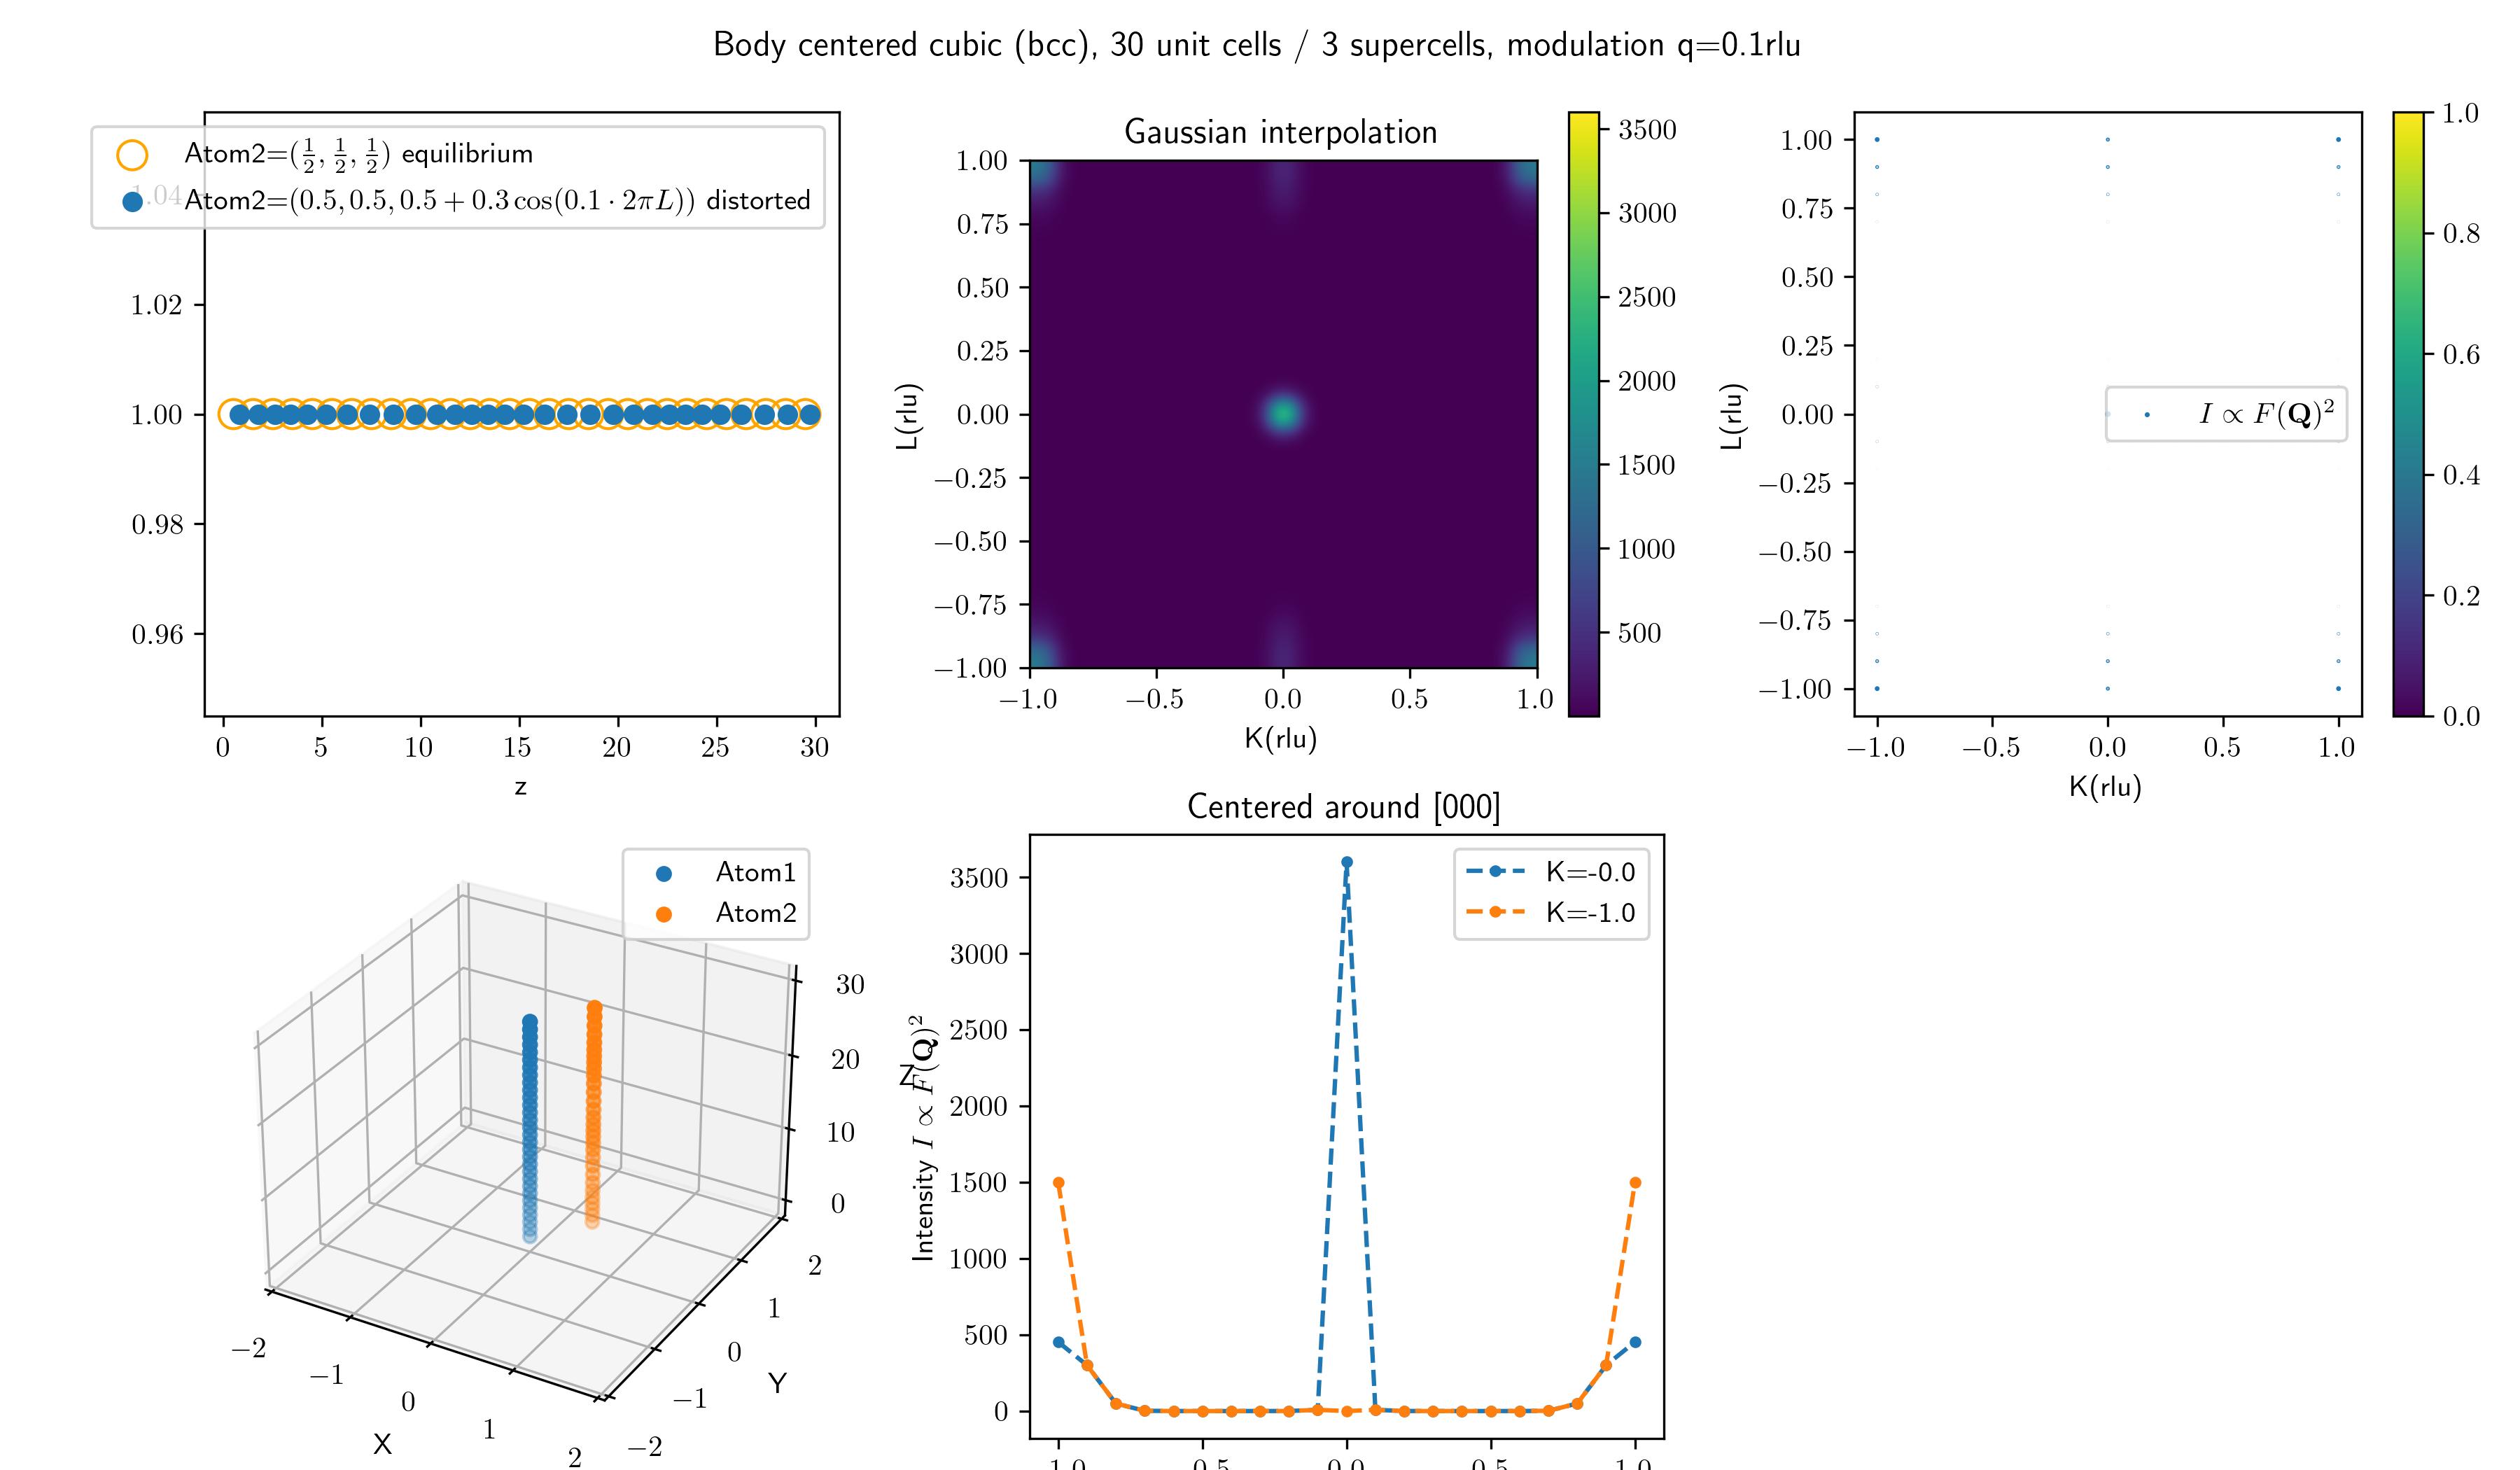 Body centered cubic (bcc), 30 unit cells / 3 supercells, modulation q=0.1rlu
Atom2=(1/2, 1/2, 1/2) equilibrium
Atom2=(0.5, 0.5, 0.5 + 0.3 cos(0.1 · 2πL)) distorted
1.04
1.02
1.00
0.98
0.96
0 5 10 15 20 25 30
z
Gaussian interpolation
1.00
0.75
0.50
0.25
0.00
−0.25
−0.50
−0.75
−1.00
L(rlu)
−1.0 −0.5 0.0 0.5 1.0
K(rlu)
3500
3000
2500
2000
1500
1000
500
1.00
0.75
0.50
0.25
0.00
−0.25
−0.50
−0.75
−1.00
L(rlu)
I ∝ F(Q)²
−1.0 −0.5 0.0 0.5 1.0
K(rlu)
1.0
0.8
0.6
0.4
0.2
0.0
Atom1
Atom2
30
20
10
0
Z
2
1
0
−1
−2
Y
−2
−1
0
1
2
X
Centered around [000]
K=-0.0
K=-1.0
3500
3000
2500
2000
1500
1000
500
0
Intensity I ∝ F(Q)²